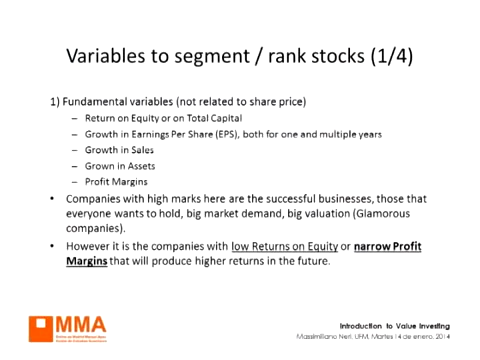 Variables to segment / rank stocks (1/4)
1) Fundamental variables (not related to share price)
– Return on Equity or on Total Capital
– Growth in Earnings Per Share (EPS), both for one and multiple years
– Growth in Sales
– Grown in Assets
– Profit Margins
• Companies with high marks here are the successful businesses, those that
everyone wants to hold, big market demand, big valuation (Glamorous
companies).
• However it is the companies with low Returns on Equity or narrow Profit
Margins that will produce higher returns in the future.
MMA
Introduction to Value Investing
Massimiliano Neri, UFM, Martes 14 de enero, 2014